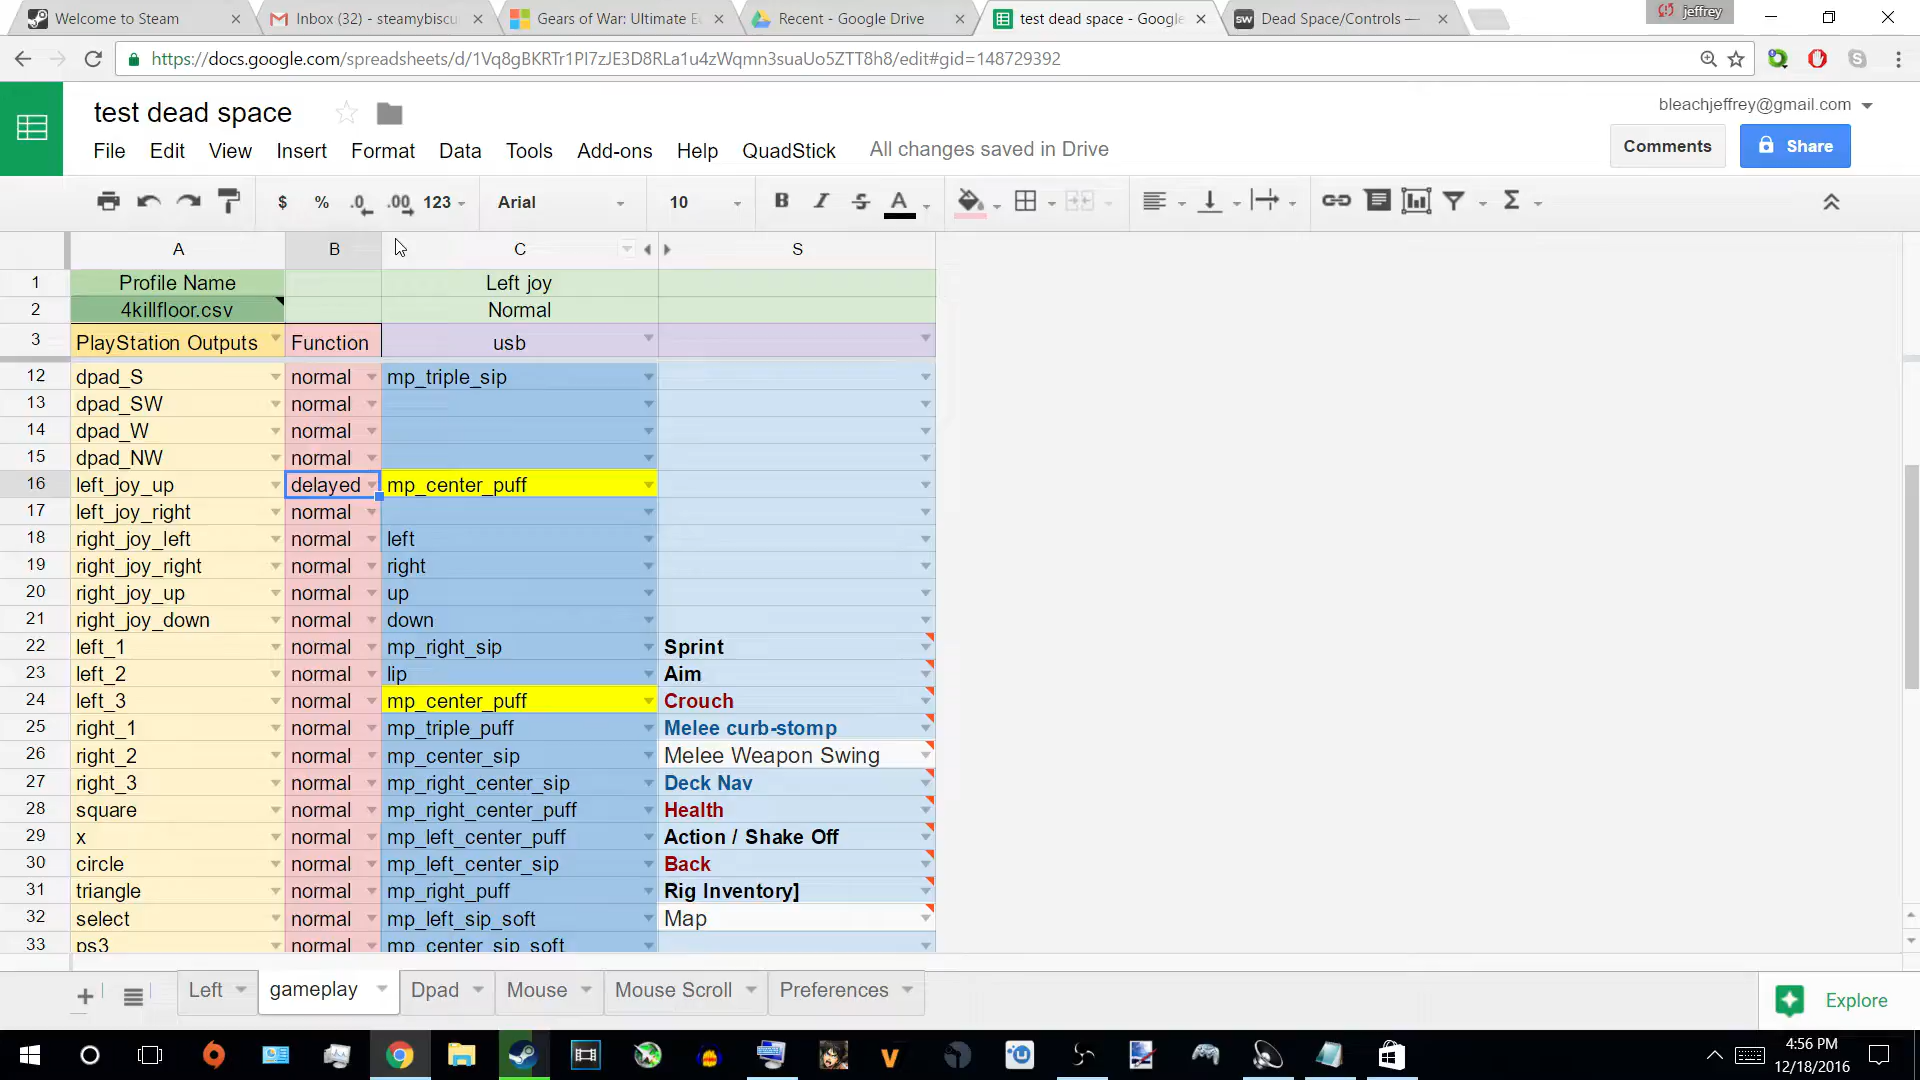 Welcome to Steam
Inbox (32) - steamybiscu
Gears of War: Ultimate E
Recent - Google Drive
test dead space - Google
Dead Space/Controls —
jeffrey
https://docs.google.com/spreadsheets/d/1Vq8gBKRTr1PI7zJE3D8RLa1u4zWqmn3suaUo5ZTT8h8/edit#gid=148729392
test dead space
bleachjeffrey@gmail.com
File Edit View Insert Format Data Tools Add-ons Help QuadStick All changes saved in Drive
Comments
Share
$ % .0 .00 123 Arial 10 B I S A Σ
A B C S
1 Profile Name Left joy
2 4killfloor.csv Normal
3 PlayStation Outputs Function usb
12 dpad_S normal mp_triple_sip
13 dpad_SW normal
14 dpad_W normal
15 dpad_NW normal
16 left_joy_up delayed mp_center_puff
17 left_joy_right normal
18 right_joy_left normal left
19 right_joy_right normal right
20 right_joy_up normal up
21 right_joy_down normal down
22 left_1 normal mp_right_sip Sprint
23 left_2 normal lip Aim
24 left_3 normal mp_center_puff Crouch
25 right_1 normal mp_triple_puff Melee curb-stomp
26 right_2 normal mp_center_sip Melee Weapon Swing
27 right_3 normal mp_right_center_sip Deck Nav
28 square normal mp_right_center_puff Health
29 x normal mp_left_center_puff Action / Shake Off
30 circle normal mp_left_center_sip Back
31 triangle normal mp_right_puff Rig Inventory]
32 select normal mp_left_sip_soft Map
33 ps3 normal mp_center_sip_soft
Left gameplay Dpad Mouse Mouse Scroll Preferences
Explore
4:56 PM
12/18/2016